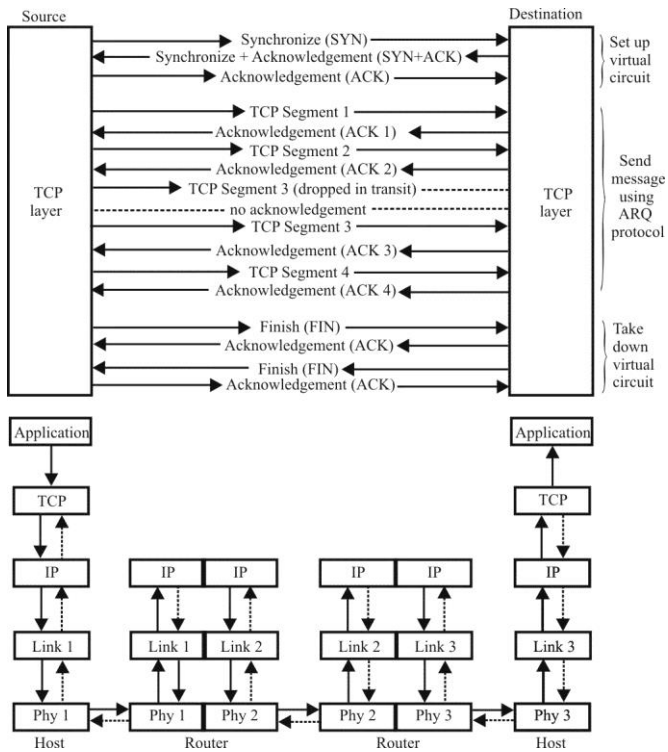 Source
Destination
Synchronize (SYN)
Synchronize + Acknowledgement (SYN+ACK)
Acknowledgement (ACK)
Set up
virtual
circuit
TCP Segment 1
Acknowledgement (ACK 1)
TCP Segment 2
Acknowledgement (ACK 2)
TCP Segment 3 (dropped in transit)
no acknowledgement
TCP Segment 3
Acknowledgement (ACK 3)
TCP Segment 4
Acknowledgement (ACK 4)
TCP
layer
TCP
layer
Send
message
using
ARQ
protocol
Finish (FIN)
Acknowledgement (ACK)
Finish (FIN)
Acknowledgement (ACK)
Take
down
virtual
circuit
Application
Application
TCP
TCP
IP
IP
IP
IP
IP
IP
Link 1
Link 1
Link 2
Link 2
Link 3
Link 3
Phy 1
Phy 1
Phy 2
Phy 2
Phy 3
Phy 3
Host
Router
Router
Host